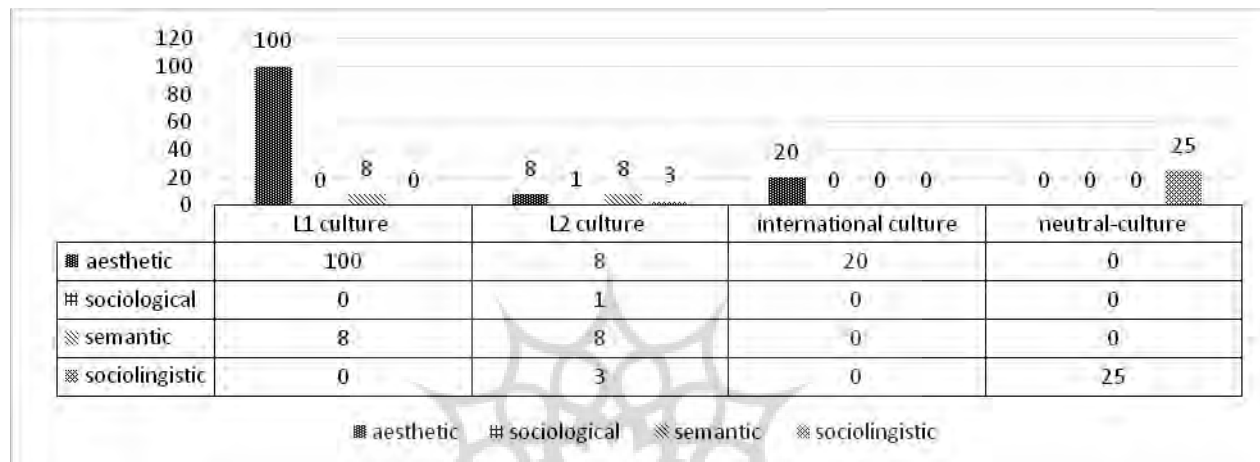 120
100
80
60
40
20
0
100 0 8 0 8 1 8 3 20 0 0 0 0 0 0 25
L1 culture L2 culture international culture neutral-culture
aesthetic 100 8 20 0
sociological 0 1 0 0
semantic 8 8 0 0
sociolingistic 0 3 0 25
aesthetic sociological semantic sociolingistic